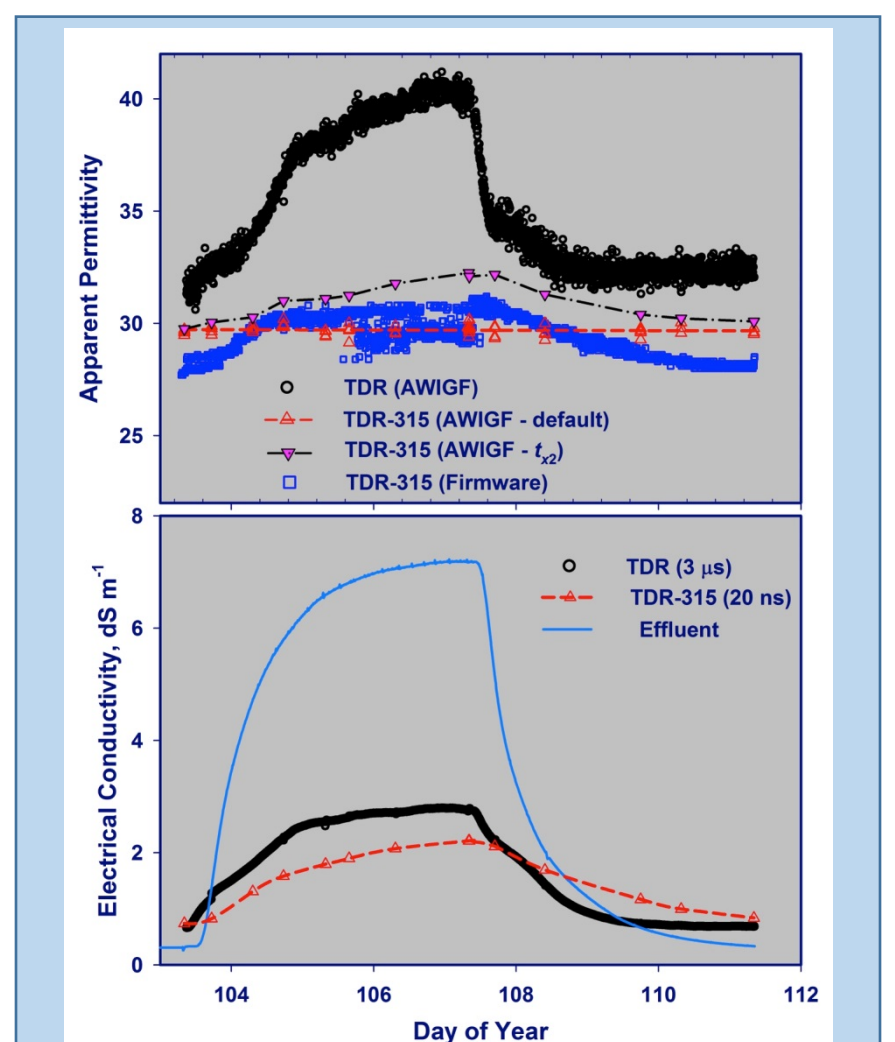 40
35
30
25
Apparent Permittivity
TDR (AWIGF)
TDR-315 (AWIGF - default)
TDR-315 (AWIGF - tx2)
TDR-315 (Firmware)
8
6
4
2
0
Electrical Conductivity, dS m-1
TDR (3 μs)
TDR-315 (20 ns)
Effluent
104 106 108 110 112
Day of Year